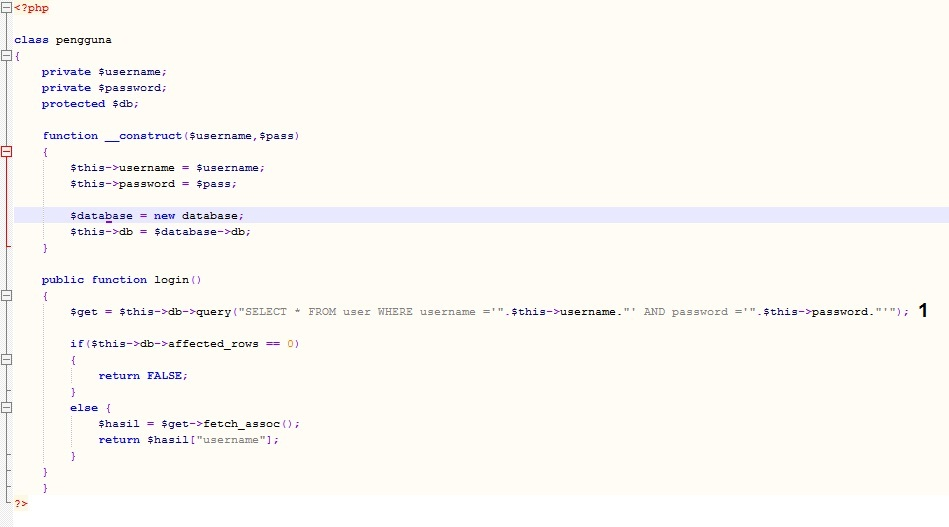 <?php
class pengguna
{
    private $username;
    private $password;
    protected $db;
    function __construct($username,$pass)
    {
        $this->username = $username;
        $this->password = $pass;
        $database = new database;
        $this->db = $database->db;
    }
    public function login()
    {
        $get = $this->db->query("SELECT * FROM user WHERE username ='".$this->username."' AND password ='".$this->password."'"); 1
        if($this->db->affected_rows == 0)
        {
            return FALSE;
        }
        else {
            $hasil = $get->fetch_assoc();
            return $hasil["username"];
        }
    }
    }
?>